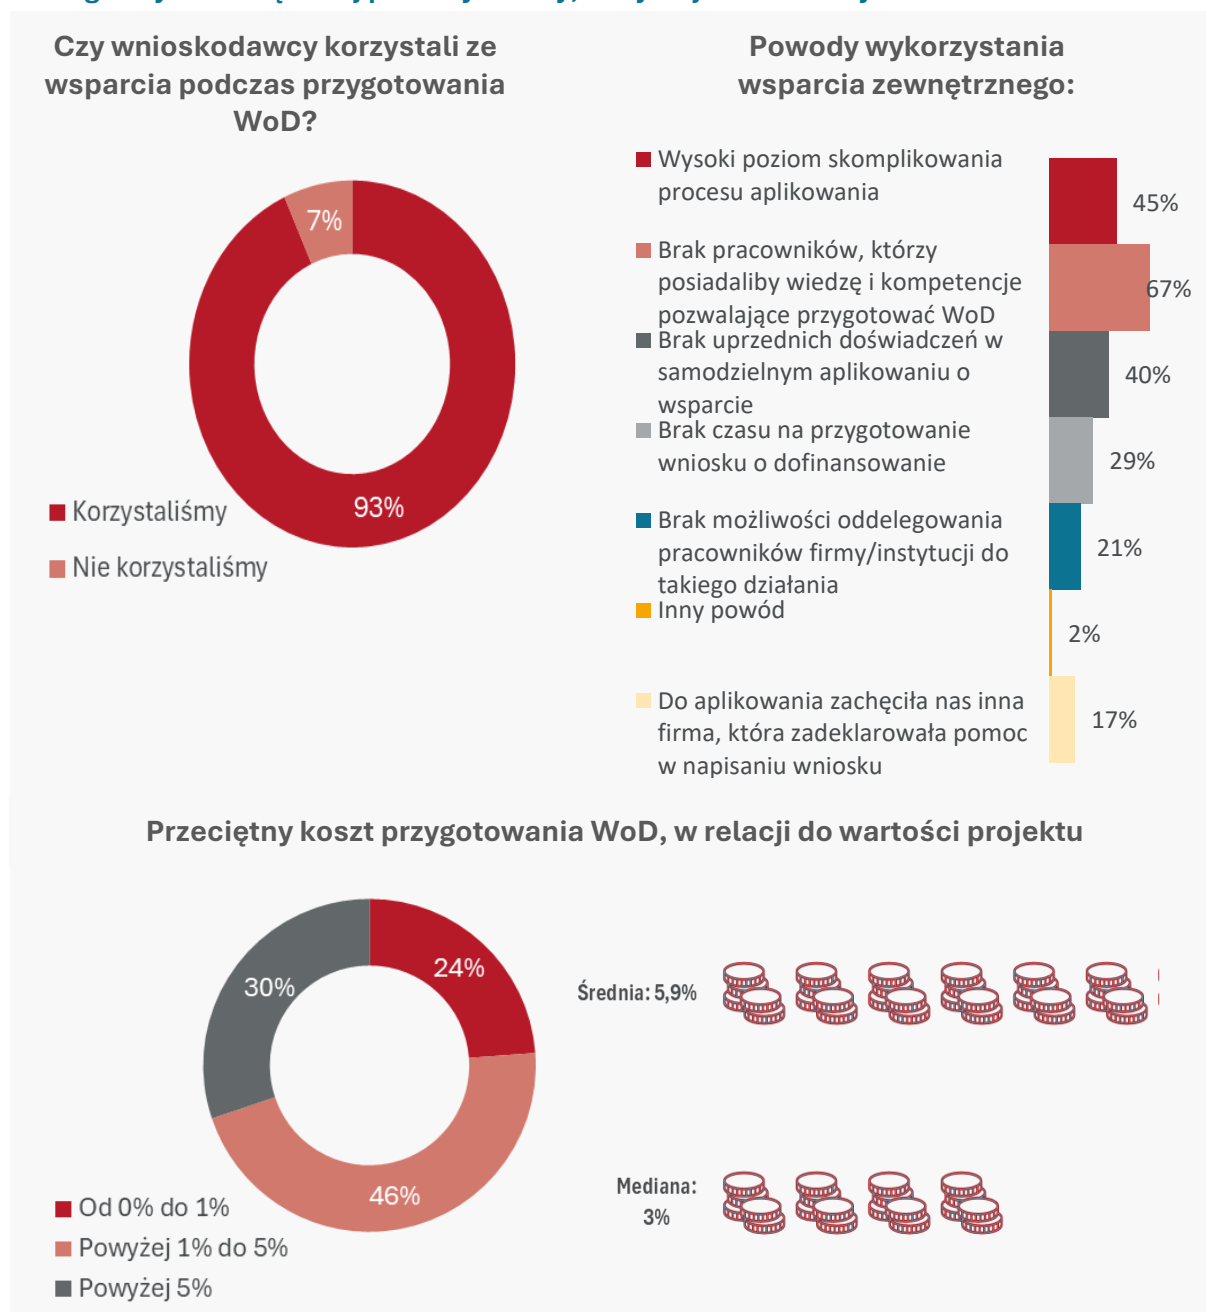 Czy wnioskodawcy korzystali ze
wsparcia podczas przygotowania
WoD?
7%
93%
Korzystaliśmy
Nie korzystaliśmy
Powody wykorzystania
wsparcia zewnętrznego:
Wysoki poziom skomplikowania
procesu aplikowania
45%
Brak pracowników, którzy
posiadaliby wiedzę i kompetencje
pozwalające przygotować WoD
67%
Brak uprzednich doświadczeń w
samodzielnym aplikowaniu o
wsparcie
40%
Brak czasu na przygotowanie
wniosku o dofinansowanie
29%
Brak możliwości oddelegowania
pracowników firmy/instytucji do
takiego działania
21%
Inny powód
2%
Do aplikowania zachęciła nas inna
firma, która zadeklarowała pomoc
w napisaniu wniosku
17%
Przeciętny koszt przygotowania WoD, w relacji do wartości projektu
24%
30%
46%
Od 0% do 1%
Powyżej 1% do 5%
Powyżej 5%
Średnia: 5,9%
Mediana:
3%